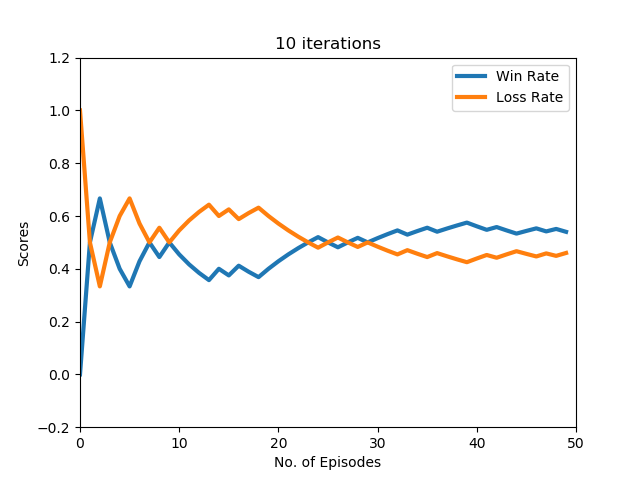 10 iterations
Win Rate
Loss Rate
1.2
1.0
0.8
0.6
0.4
0.2
0.0
−0.2
Scores
0 10 20 30 40 50
No. of Episodes